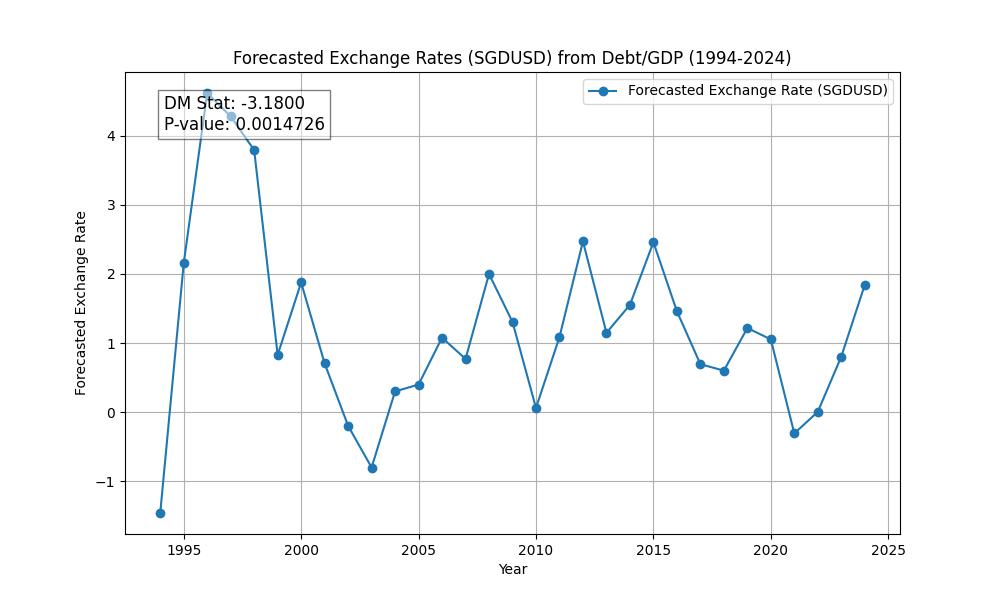 Forecasted Exchange Rates (SGDUSD) from Debt/GDP (1994-2024)
DM Stat: -3.1800
P-value: 0.0014726
Forecasted Exchange Rate (SGDUSD)
Forecasted Exchange Rate
4
3
2
1
0
−1
1995
2000
2005
2010
2015
2020
2025
Year